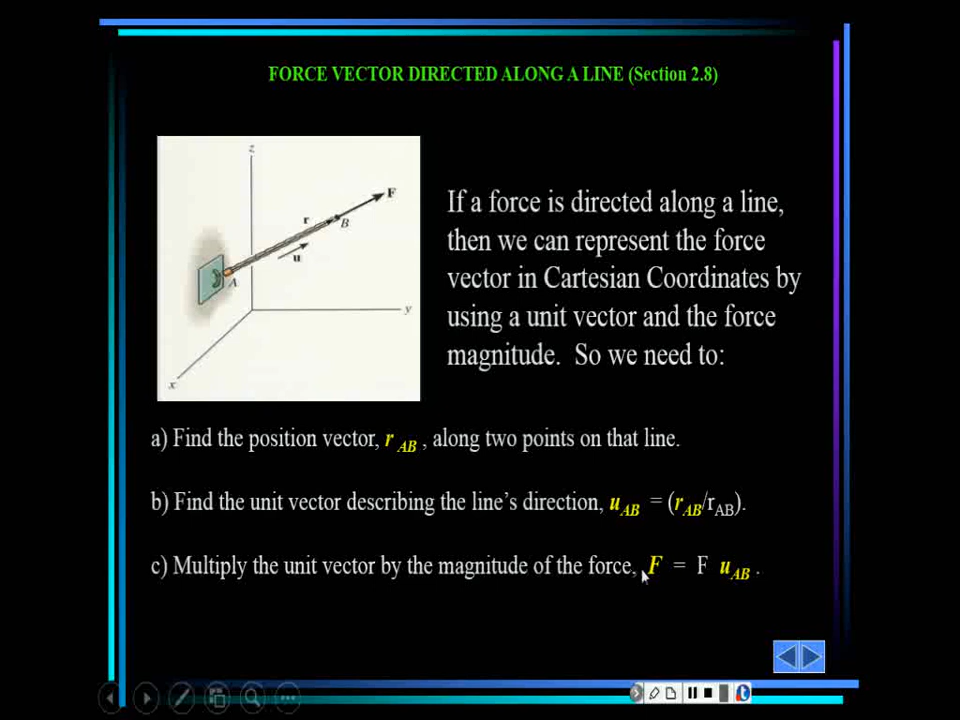 FORCE VECTOR DIRECTED ALONG A LINE (Section 2.8)
z
F
r
B
u
A
y
x
If a force is directed along a line,
then we can represent the force
vector in Cartesian Coordinates by
using a unit vector and the force
magnitude. So we need to:
a) Find the position vector, r AB , along two points on that line.
b) Find the unit vector describing the line's direction, uAB = (rAB/rAB).
c) Multiply the unit vector by the magnitude of the force, F = F uAB .